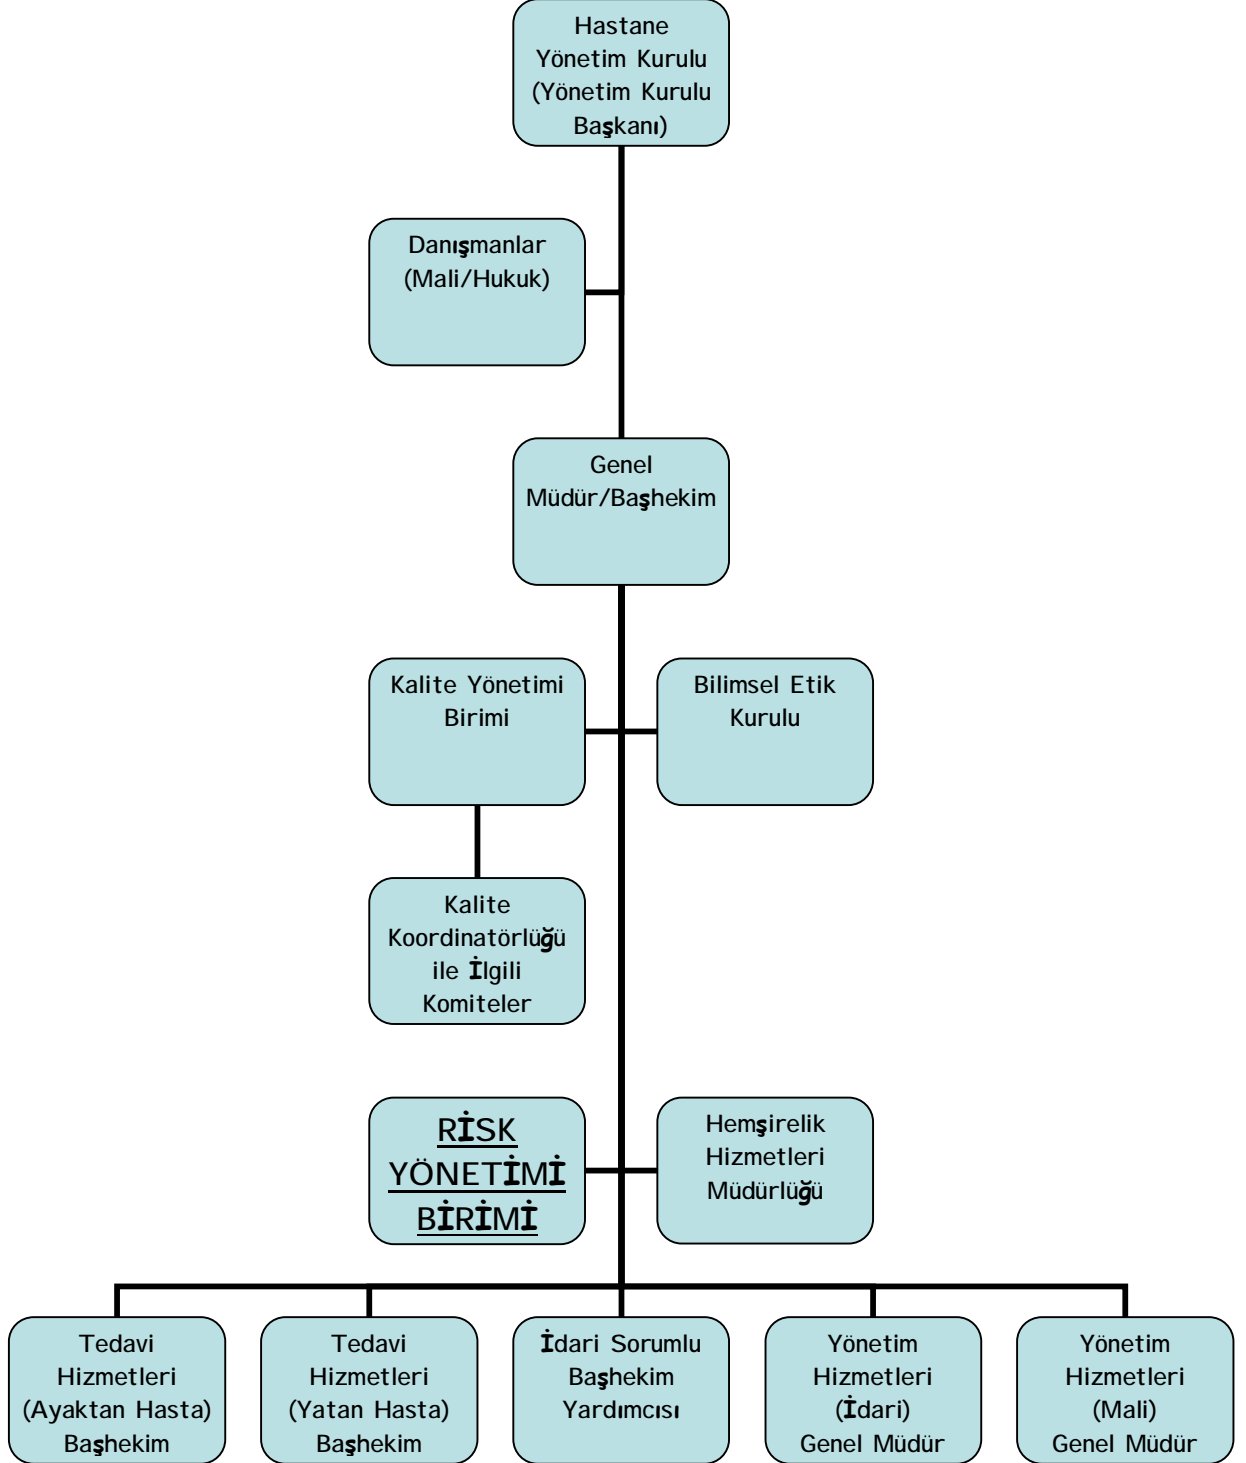 Hastane
Yönetim Kurulu
(Yönetim Kurulu
Başkanı)
Danışmanlar
(Mali/Hukuk)
Genel
Müdür/Başhekim
Kalite Yönetimi
Birimi
Bilimsel Etik
Kurulu
Kalite
Koordinatörlüğü
ile İlgili
Komiteler
RİSK
YÖNETİMİ
BİRİMİ
Hemşirelik
Hizmetleri
Müdürlüğü
Tedavi
Hizmetleri
(Ayaktan Hasta)
Başhekim
Tedavi
Hizmetleri
(Yatan Hasta)
Başhekim
İdari Sorumlu
Başhekim
Yardımcısı
Yönetim
Hizmetleri
(İdari)
Genel Müdür
Yönetim
Hizmetleri
(Mali)
Genel Müdür